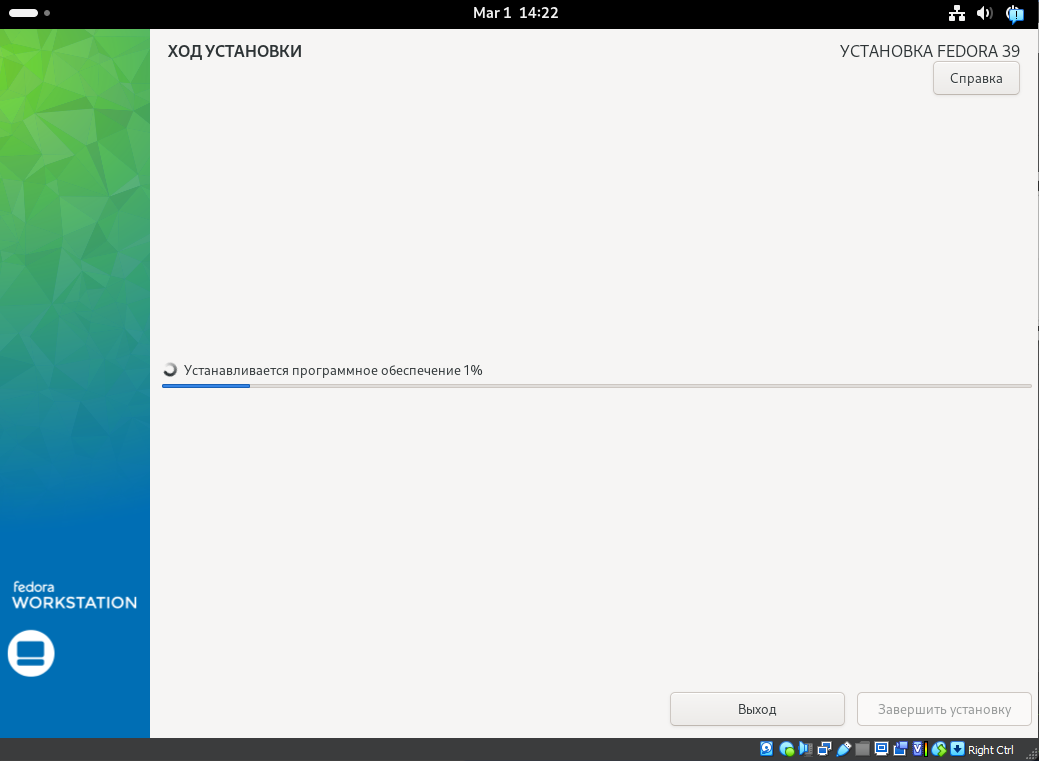 Mar 1 14:22
ХОД УСТАНОВКИ
УСТАНОВКА FEDORA 39
Справка
Устанавливается программное обеспечение 1%
fedora
WORKSTATION
Выход
Завершить установку
Right Ctrl